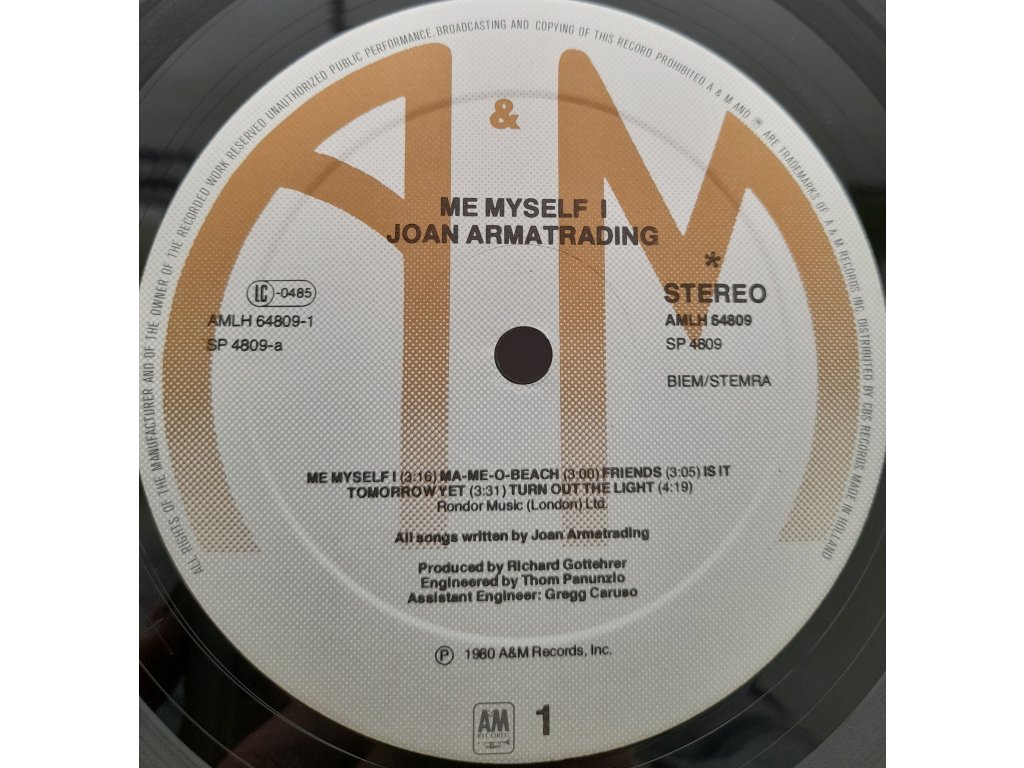 ALL RIGHTS OF THE MANUFACTURER AND OF THE OWNER OF THE RECORDED WORK RESERVED UNAUTHORIZED PUBLIC PERFORMANCE, BROADCASTING AND COPYING OF THIS RECORD PROHIBITED A & M AND ARE TRADEMARKS OF A & M RECORDS INC. DISTRIBUTED BY CBS RECORDS MADE IN HOLLAND
A & M
ME MYSELF I
JOAN ARMATRADING
*
LC -0485
STEREO
AMLH 64809-1
AMLH 64809
SP 4809-a
SP 4809
BIEM/STEMRA
ME MYSELF I (3:16) MA-ME-O-BEACH (3:00) FRIENDS (3:05) IS IT
TOMORROW YET (3:31) TURN OUT THE LIGHT (4:19)
Rondor Music (London) Ltd.
All songs written by Joan Armatrading
Produced by Richard Gottehrer
Engineered by Thom Panunzio
Assistant Engineer: Gregg Caruso
℗ 1980 A&M Records, Inc.
AM
RECORDS
1